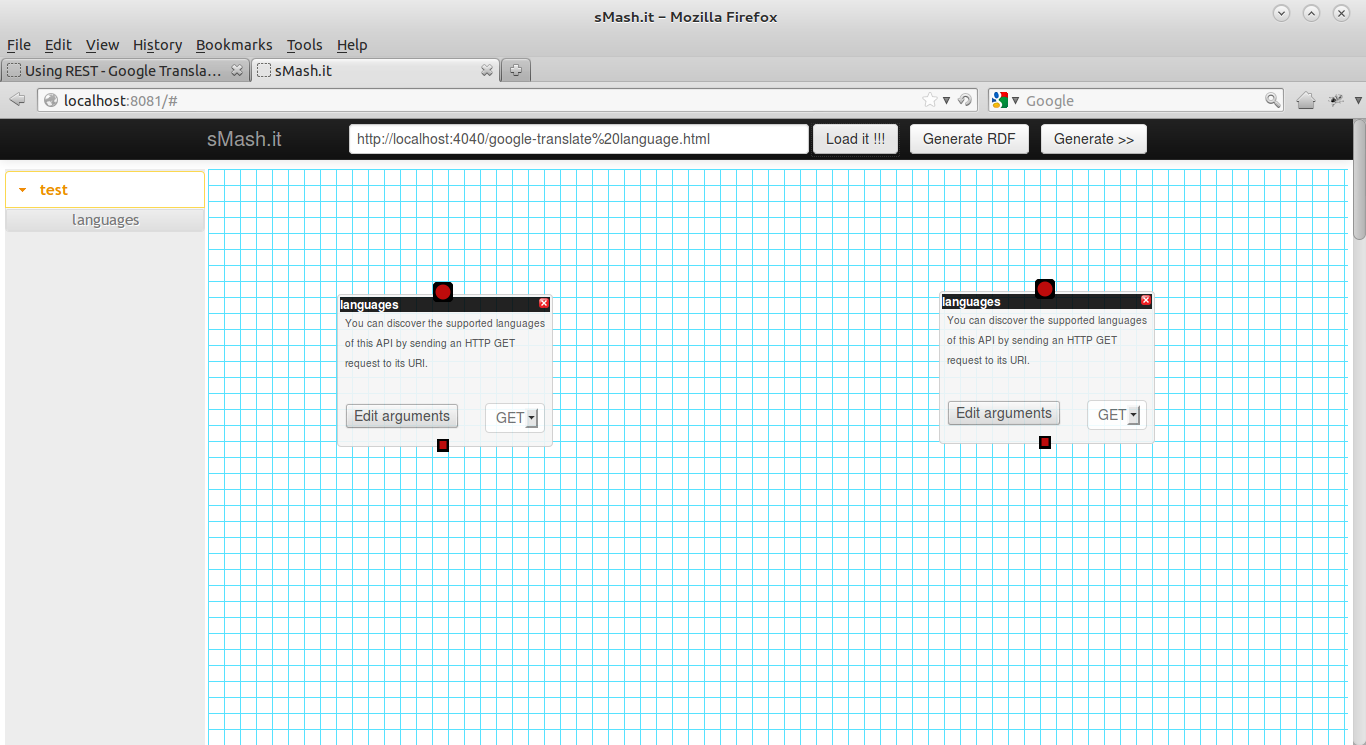 sMash.it - Mozilla Firefox
File Edit View History Bookmarks Tools Help
Using REST - Google Transla... sMash.it
localhost:8081/# Google
sMash.it http://localhost:4040/google-translate%20language.html Load it !!! Generate RDF Generate >>
test
languages
languages
You can discover the supported languages
of this API by sending an HTTP GET
request to its URI.
Edit arguments GET
languages
You can discover the supported languages
of this API by sending an HTTP GET
request to its URI.
Edit arguments GET